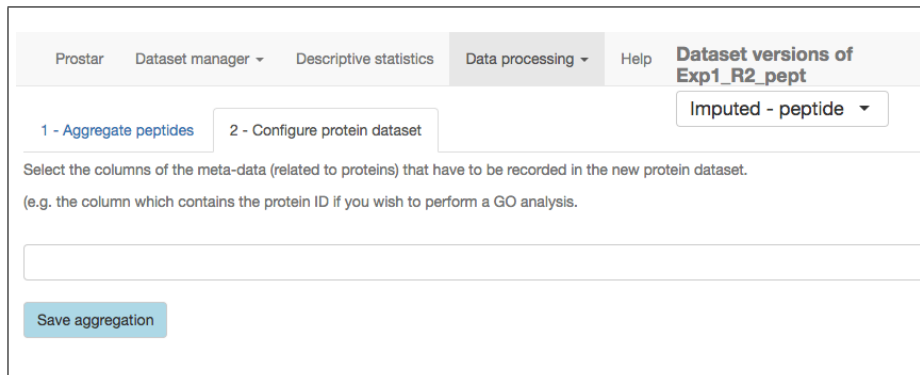 Prostar Dataset manager Descriptive statistics Data processing Help
Dataset versions of
Exp1_R2_pept
Imputed - peptide
1 - Aggregate peptides 2 - Configure protein dataset
Select the columns of the meta-data (related to proteins) that have to be recorded in the new protein dataset.
(e.g. the column which contains the protein ID if you wish to perform a GO analysis.
Save aggregation